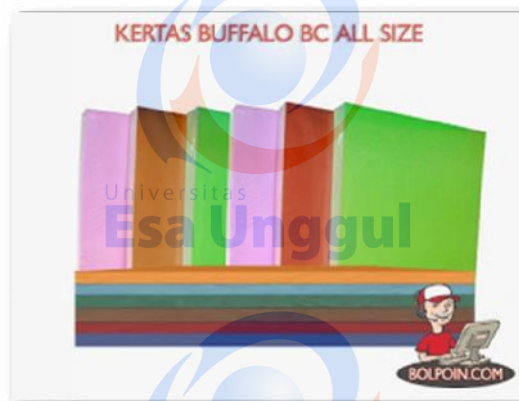 KERTAS BUFFALO BC ALL SIZE
Universitas
Esa Unggul
BOLPOIN.COM